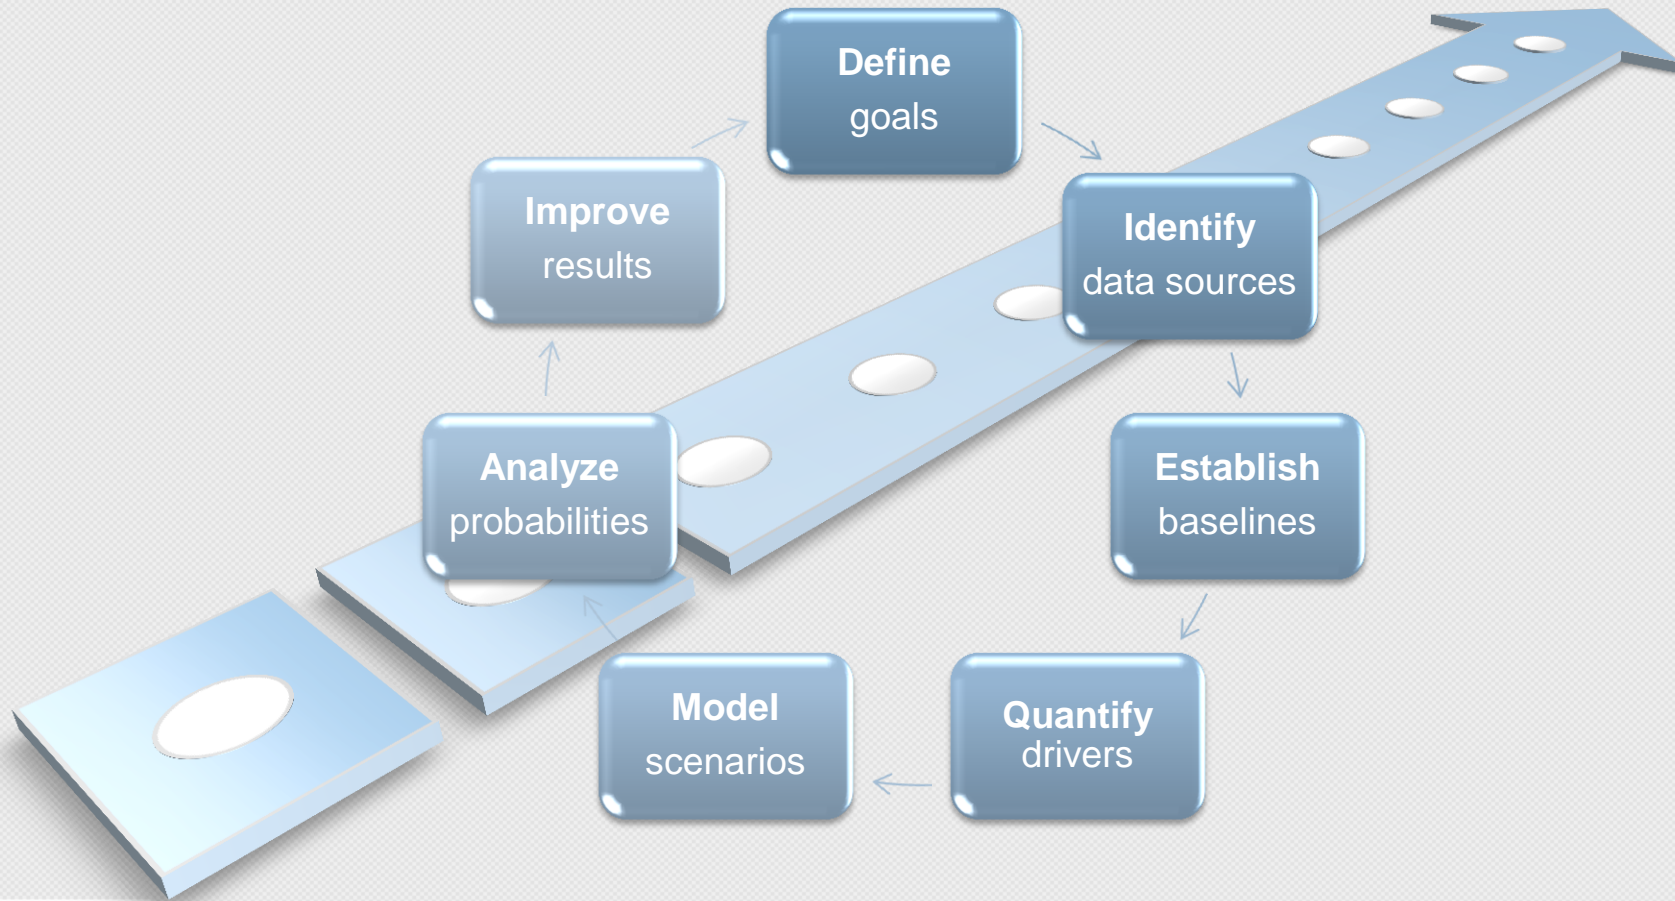 Define
goals
Identify
data sources
Establish
baselines
Quantify
drivers
Model
scenarios
Analyze
probabilities
Improve
results